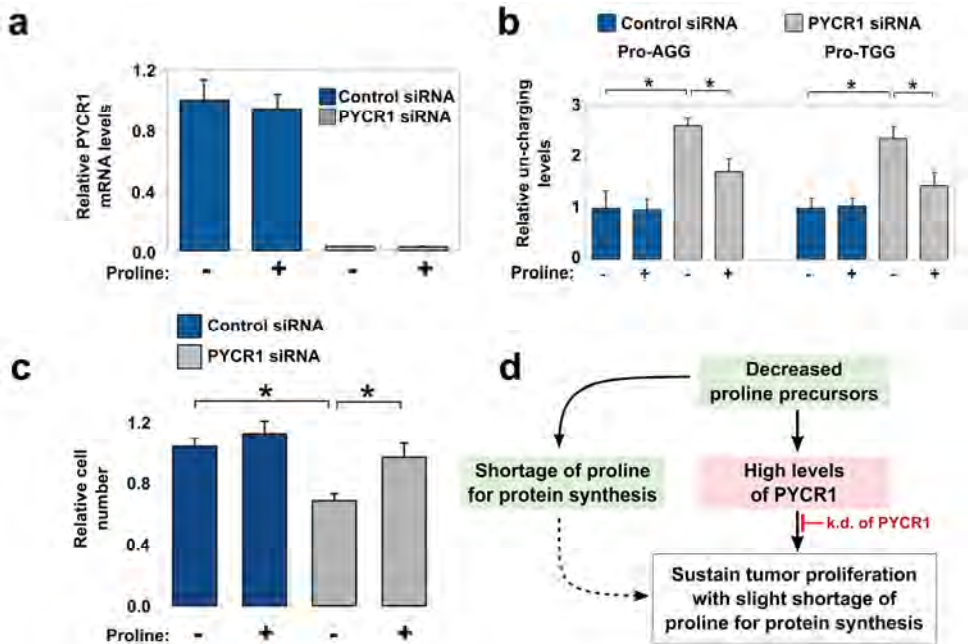 a
Relative PYCR1
mRNA levels
1.2
0.8
0.4
0.0
Control siRNA
PYCR1 siRNA
Proline: - + - +
b
Control siRNA
PYCR1 siRNA
Pro-AGG
Pro-TGG
Relative un-charging
levels
3
2
1
0
* * * *
Proline: - + - + - + - +
c
Control siRNA
PYCR1 siRNA
Relative cell
number
1.2
0.8
0.4
0.0
* *
Proline: - + - +
d
Decreased
proline precursors
Shortage of proline
for protein synthesis
High levels
of PYCR1
k.d. of PYCR1
Sustain tumor proliferation
with slight shortage of
proline for protein synthesis